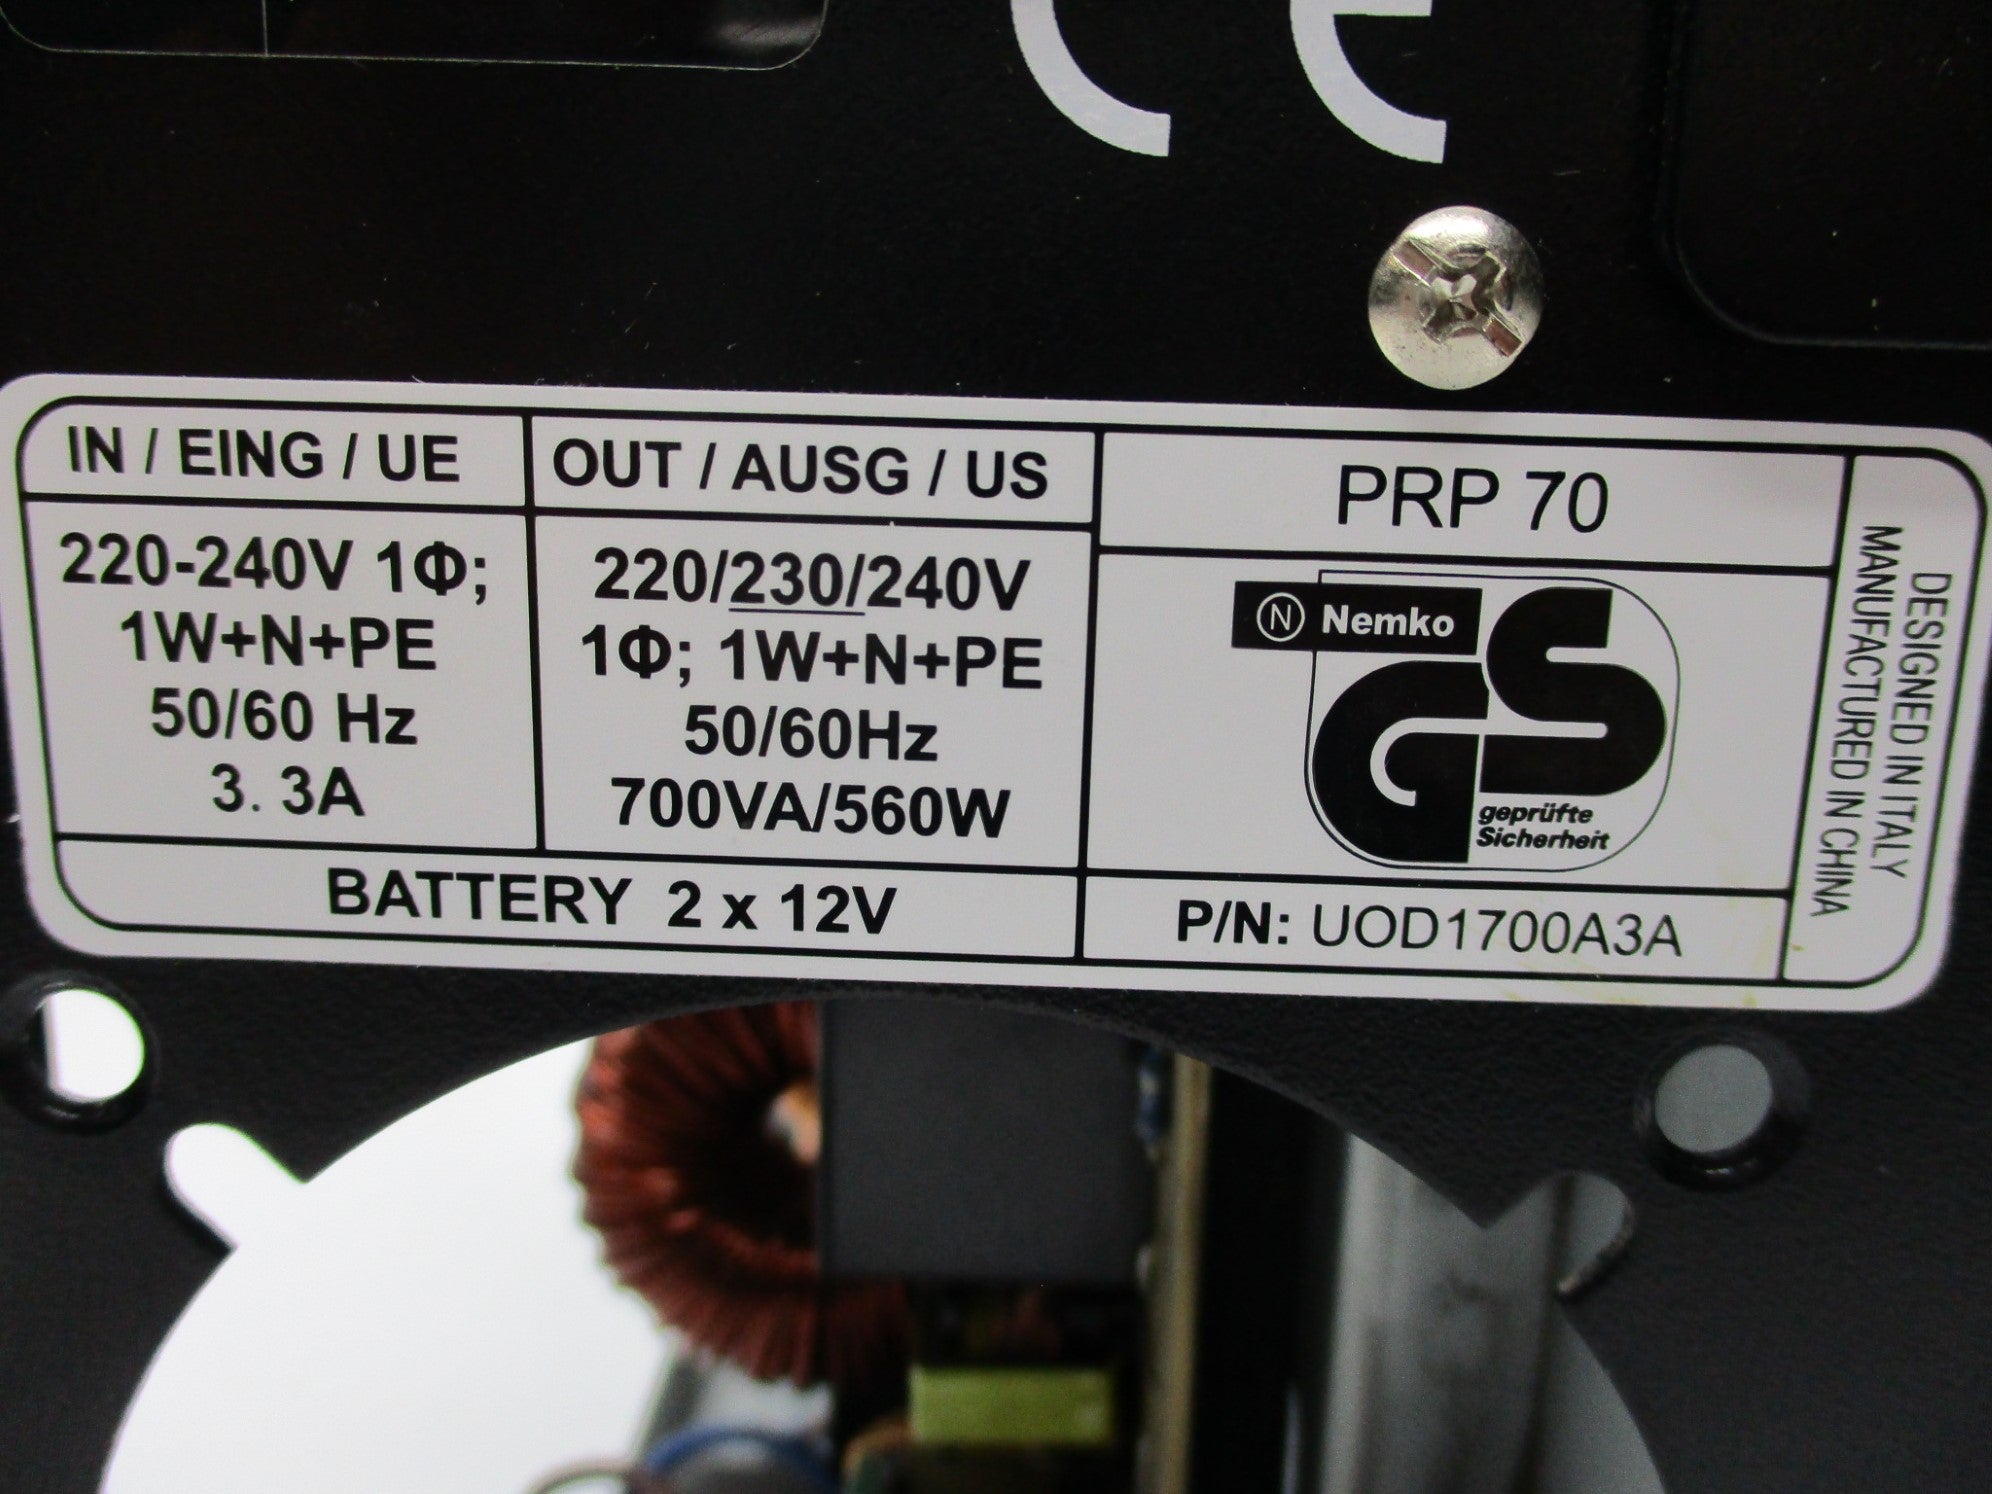 CE
IN / EING / UE
220-240V 1Φ;
1W+N+PE
50/60 Hz
3. 3A
OUT / AUSG / US
220/230/240V
1Φ; 1W+N+PE
50/60Hz
700VA/560W
BATTERY 2 x 12V
PRP 70
N Nemko
GS
geprüfte
Sicherheit
P/N: UOD1700A3A
DESIGNED IN ITALY
MANUFACTURED IN CHINA